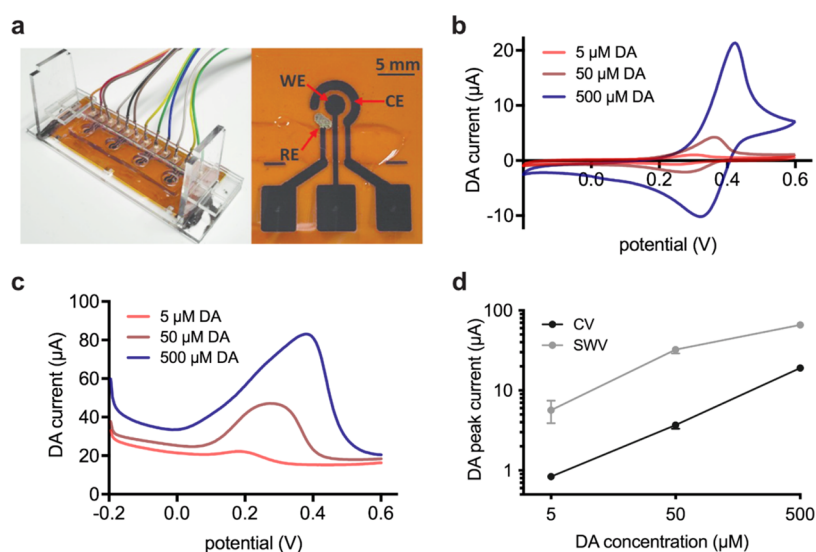 a
5 mm
WE
CE
RE
b
20
10
0
-10
DA current (µA)
5 µM DA
50 µM DA
500 µM DA
0.0 0.2 0.4 0.6
potential (V)
c
100
80
60
40
20
0
DA current (µA)
5 µM DA
50 µM DA
500 µM DA
-0.2 0.0 0.2 0.4 0.6
potential (V)
d
100
10
1
DA peak current (µA)
CV
SWV
5 50 500
DA concentration (µM)